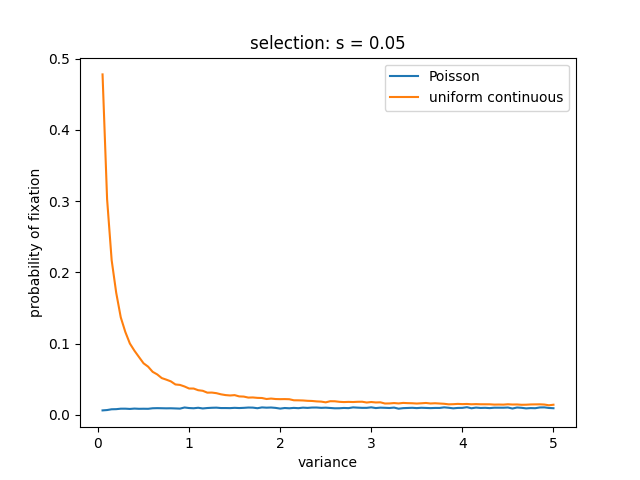 selection: s = 0.05
Poisson
uniform continuous
probability of fixation
0.5
0.4
0.3
0.2
0.1
0.0
0 1 2 3 4 5
variance